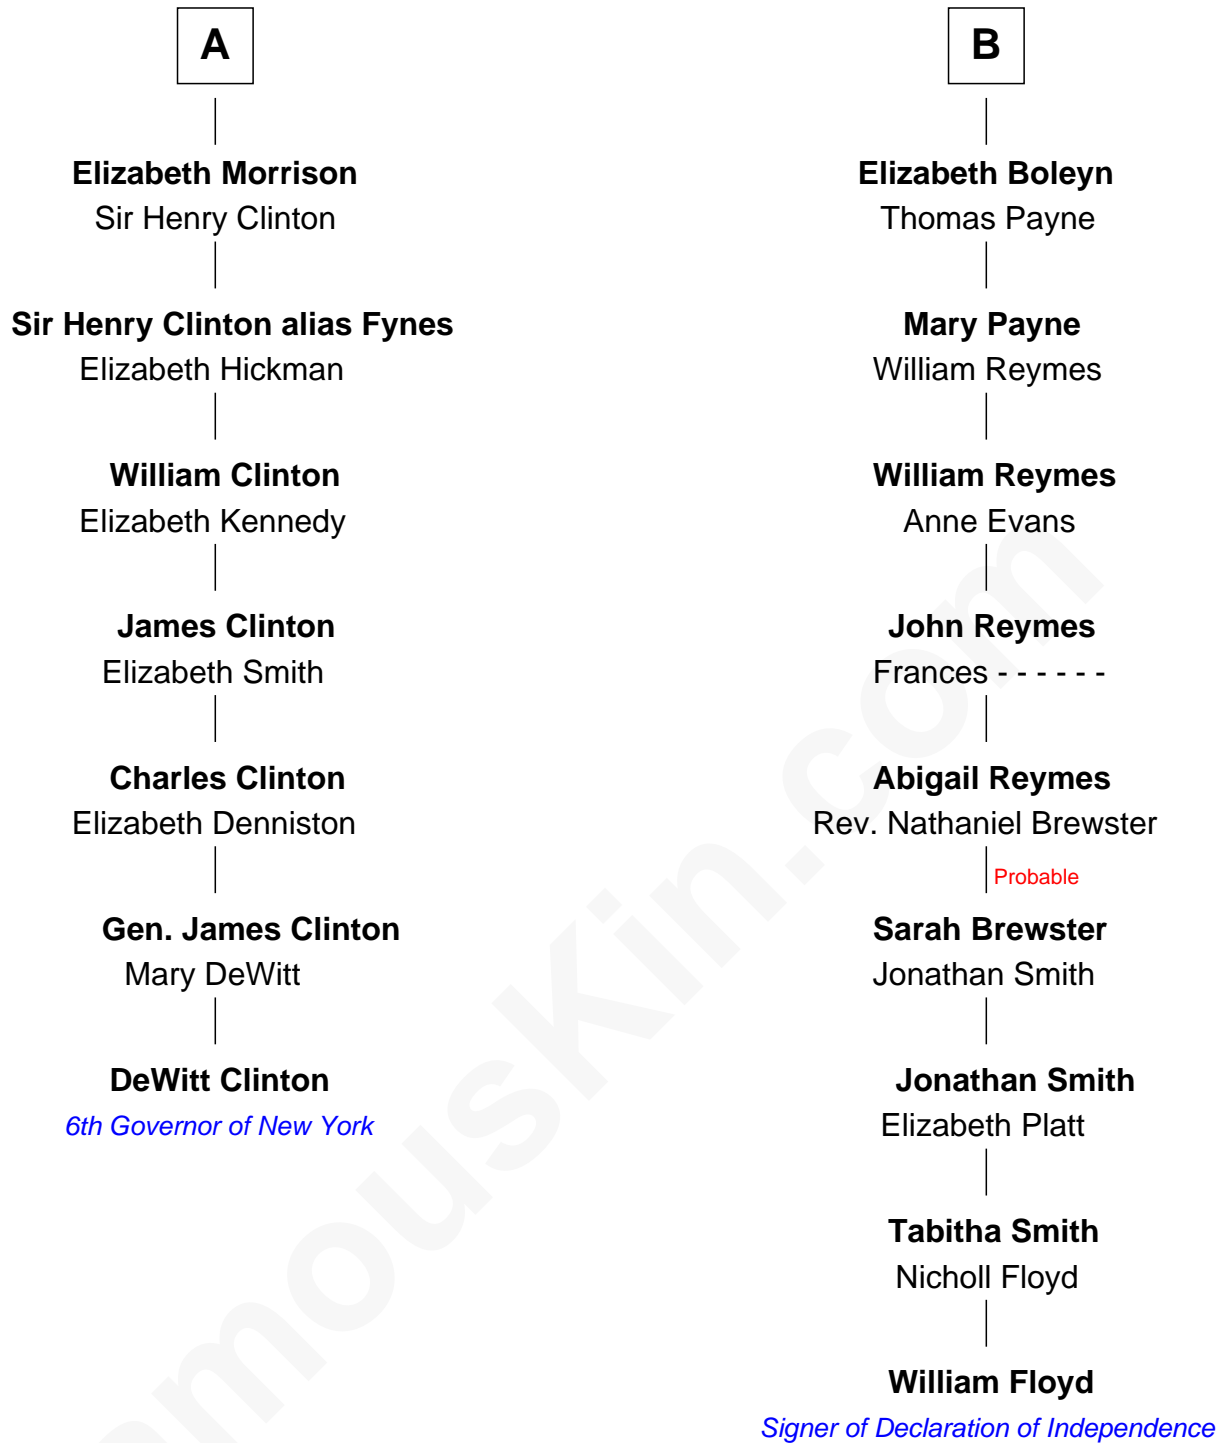 A
Elizabeth Morrison
Sir Henry Clinton
Sir Henry Clinton alias Fynes
Elizabeth Hickman
William Clinton
Elizabeth Kennedy
James Clinton
Elizabeth Smith
Charles Clinton
Elizabeth Denniston
Gen. James Clinton
Mary DeWitt
DeWitt Clinton
6th Governor of New York
B
Elizabeth Boleyn
Thomas Payne
Mary Payne
William Reymes
William Reymes
Anne Evans
John Reymes
Frances - - - - - -
Abigail Reymes
Rev. Nathaniel Brewster
Probable
Sarah Brewster
Jonathan Smith
Jonathan Smith
Elizabeth Platt
Tabitha Smith
Nicholl Floyd
William Floyd
Signer of Declaration of Independence
amouskin.com